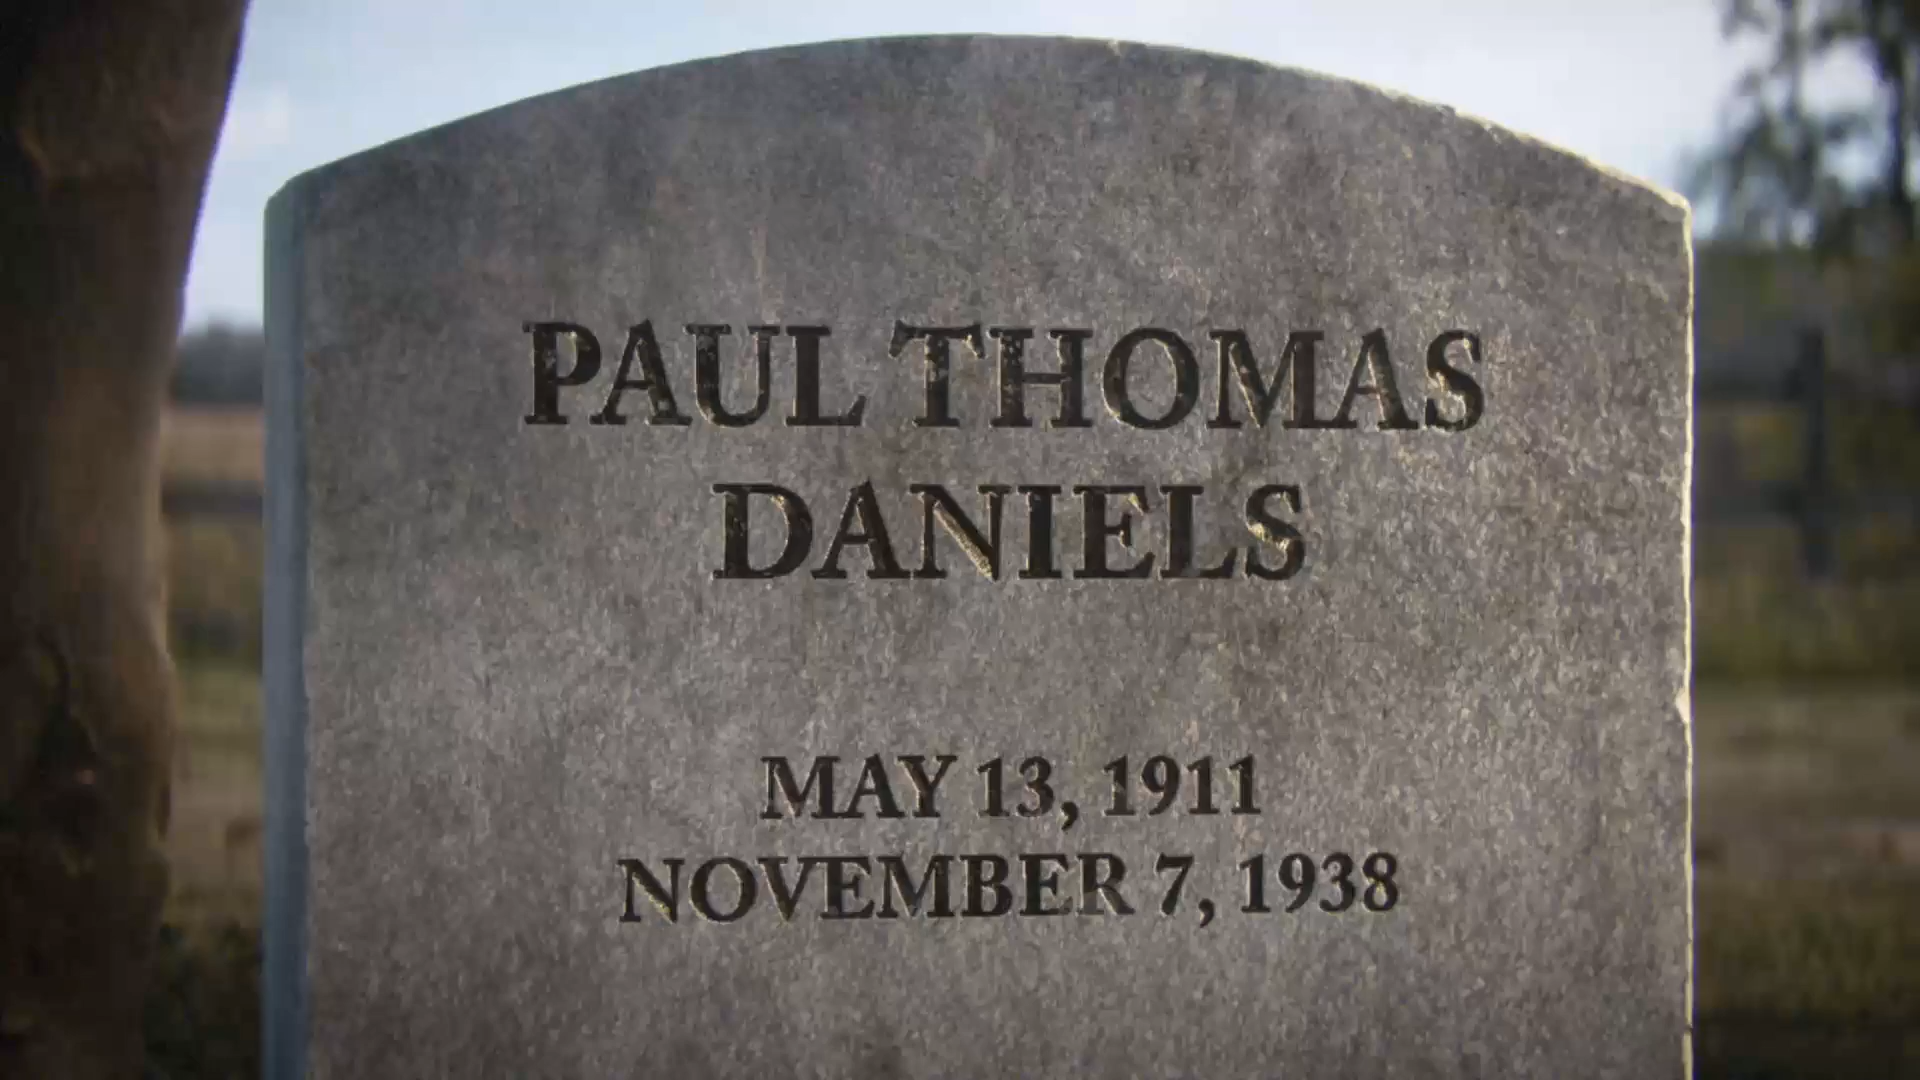 PAUL THOMAS
DANIELS
MAY 13, 1911
NOVEMBER 7, 1938